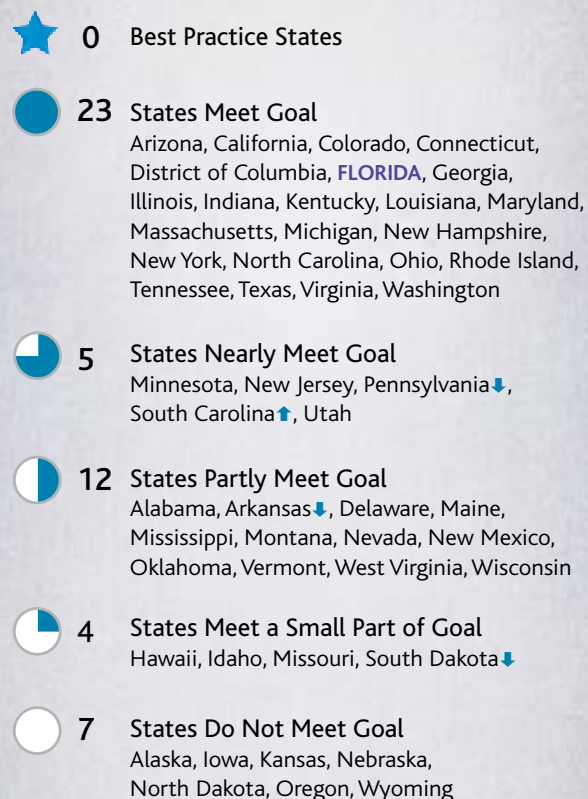 0 Best Practice States
23 States Meet Goal
Arizona, California, Colorado, Connecticut,
District of Columbia, FLORIDA, Georgia,
Illinois, Indiana, Kentucky, Louisiana, Maryland,
Massachusetts, Michigan, New Hampshire,
New York, North Carolina, Ohio, Rhode Island,
Tennessee, Texas, Virginia, Washington
5 States Nearly Meet Goal
Minnesota, New Jersey, Pennsylvania⬇,
South Carolina⬆, Utah
12 States Partly Meet Goal
Alabama, Arkansas⬇, Delaware, Maine,
Mississippi, Montana, Nevada, New Mexico,
Oklahoma, Vermont, West Virginia, Wisconsin
4 States Meet a Small Part of Goal
Hawaii, Idaho, Missouri, South Dakota⬇
7 States Do Not Meet Goal
Alaska, Iowa, Kansas, Nebraska,
North Dakota, Oregon, Wyoming